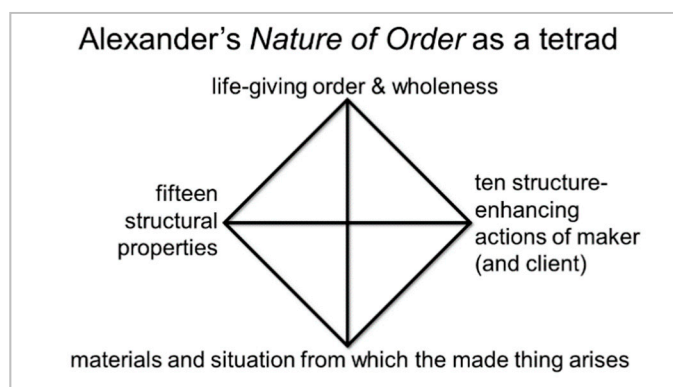 Alexander's Nature of Order as a tetrad
life-giving order & wholeness
fifteen
structural
properties
ten structure-
enhancing
actions of maker
(and client)
materials and situation from which the made thing arises